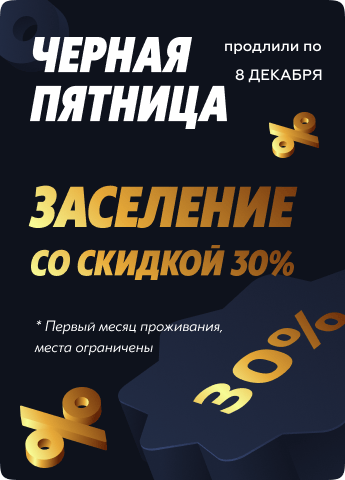 ЧЕРНАЯ
ПЯТНИЦА
продлили по
8 ДЕКАБРЯ
%
ЗАСЕЛЕНИЕ
СО СКИДКОЙ 30%
* Первый месяц проживания,
места ограничены
30%
%